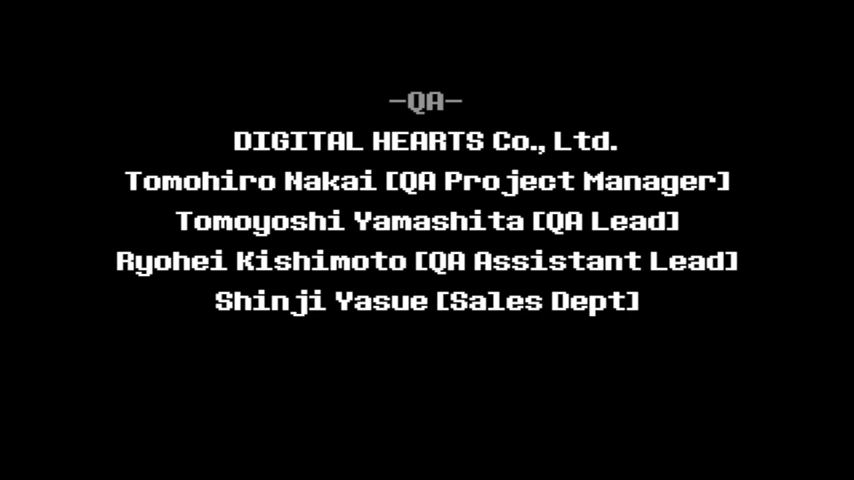 -QA-
DIGITAL HEARTS Co., Ltd.
Tomohiro Nakai [QA Project Manager]
Tomoyoshi Yamashita [QA Lead]
Ryohei Kishimoto [QA Assistant Lead]
Shinji Yasue [Sales Dept]